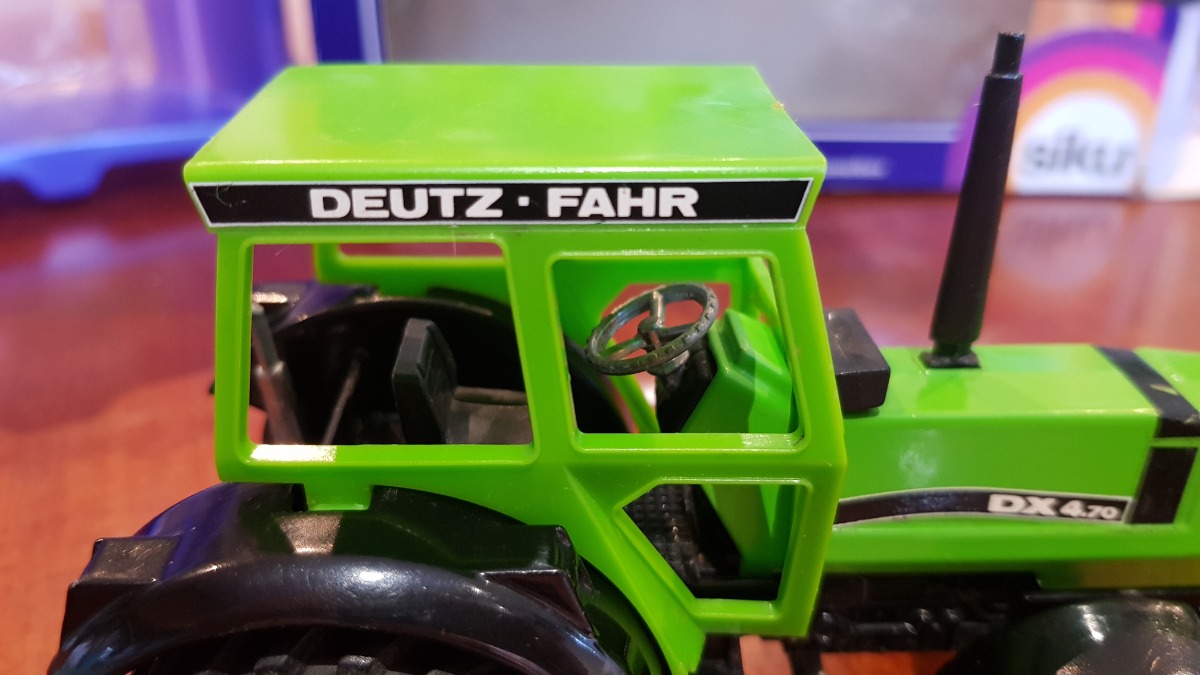 DEUTZ · FAHR
siku
DX 4.70